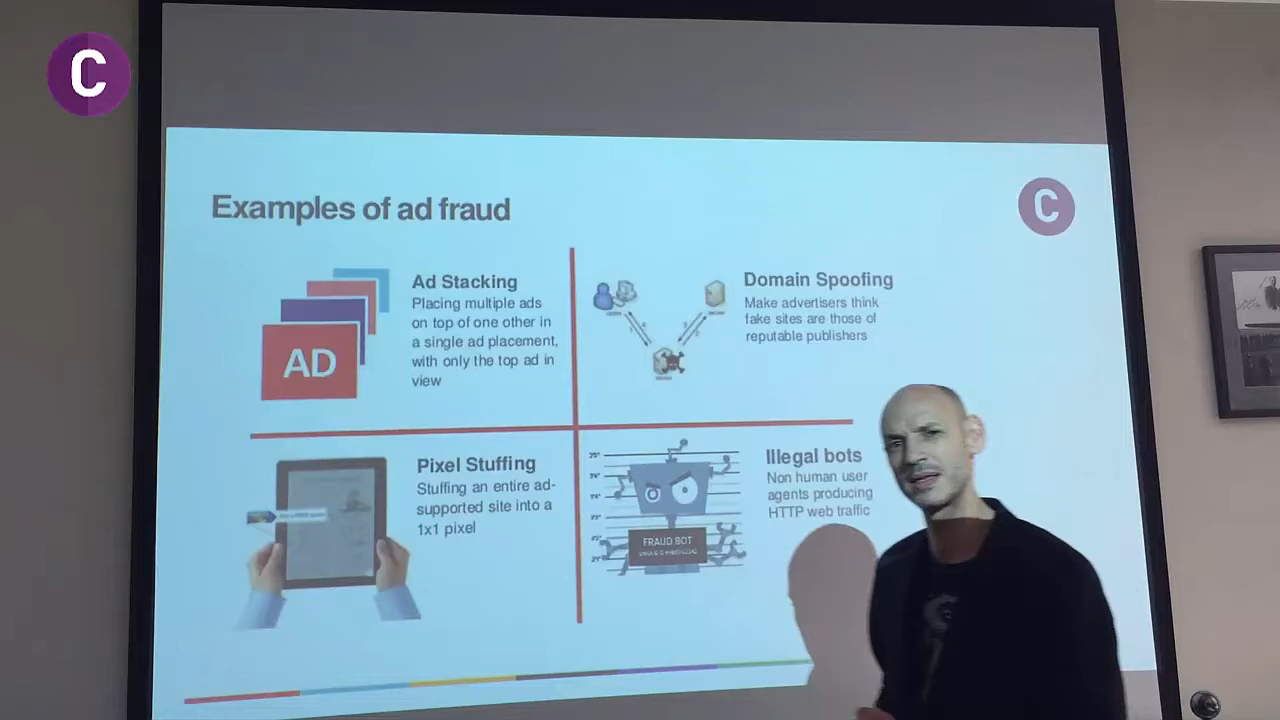 C
Examples of ad fraud
C
AD
Ad Stacking
Placing multiple ads
on top of one other in
a single ad placement,
with only the top ad in
view
Domain Spoofing
Make advertisers think
fake sites are those of
reputable publishers
Pixel Stuffing
Stuffing an entire ad-
supported site into a
1x1 pixel
FRAUD BOT
Illegal bots
Non human user
agents producing
HTTP web traffic